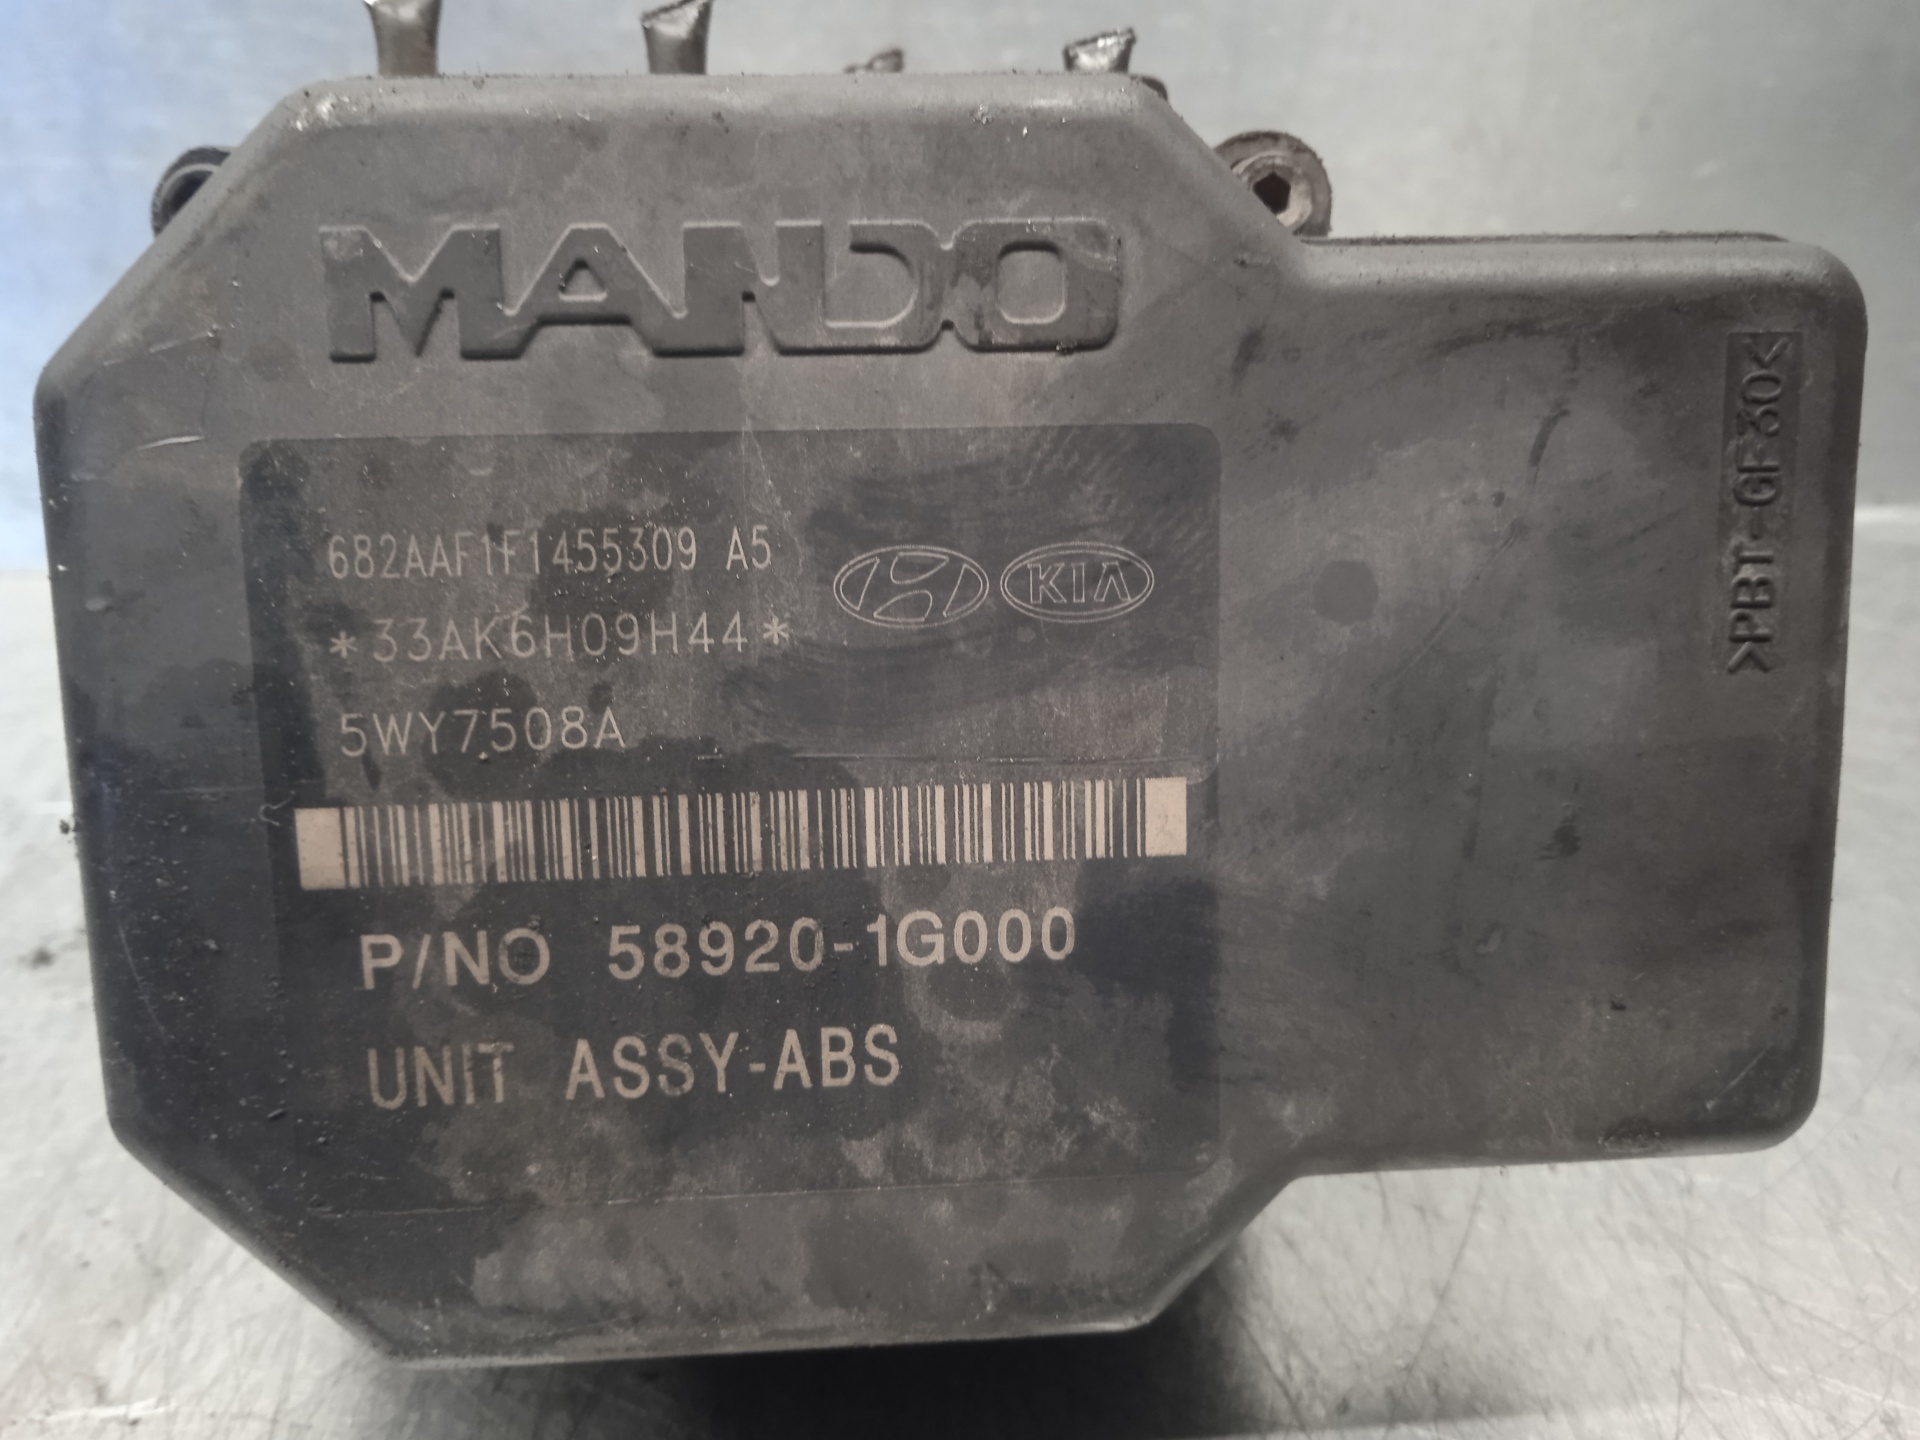 MANDO
682AAF1F1455309 A5
KIA
*33AK6H09H44*
5WY7508A
P/NO 58920-1G000
UNIT ASSY-ABS
>PBT-GF30<